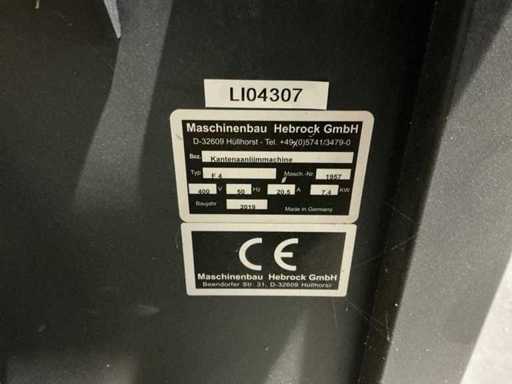 LI04307
Maschinenbau Hebrock GmbH
D-32609 Hüllhorst - Tel. +49(0)5741/3479-0
Bez. Kantenanlümmachine
Typ F 4 Masch.-Nr. 1957
400 V 50 Hz 20,5 A 7,4 KW
Baujahr 2019 Made in Germany
CE
Maschinenbau Hebrock GmbH
Beendorfer Str. 31, D-32609 Hüllhorst